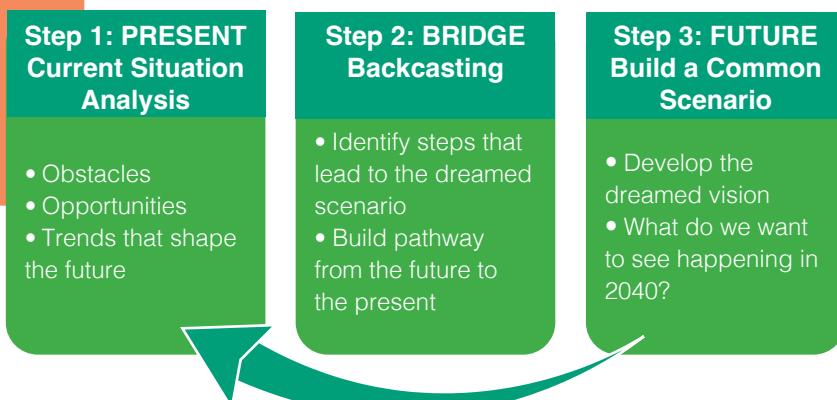 Step 1: PRESENT
Current Situation
Analysis
• Obstacles
• Opportunities
• Trends that shape
the future
Step 2: BRIDGE
Backcasting
• Identify steps that
lead to the dreamed
scenario
• Build pathway
from the future to
the present
Step 3: FUTURE
Build a Common
Scenario
• Develop the
dreamed vision
• What do we want
to see happening in
2040?